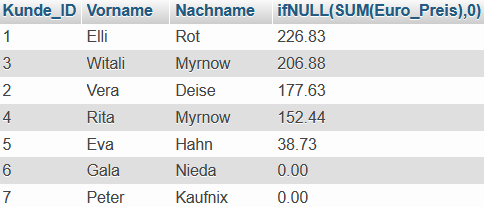 Kunde_ID Vorname Nachname ifNULL(SUM(Euro_Preis),0)
1 Elli Rot 226.83
3 Witali Myrnow 206.88
2 Vera Deise 177.63
4 Rita Myrnow 152.44
5 Eva Hahn 38.73
6 Gala Nieda 0.00
7 Peter Kaufnix 0.00